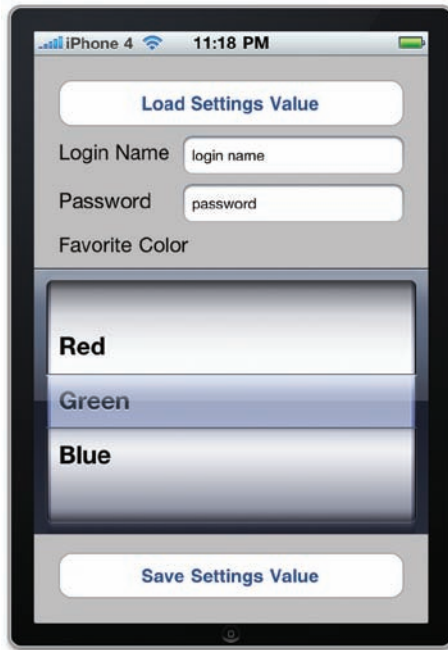 iPhone 4 11:18 PM
Load Settings Value
Login Name login name
Password password
Favorite Color
Red
Green
Blue
Save Settings Value